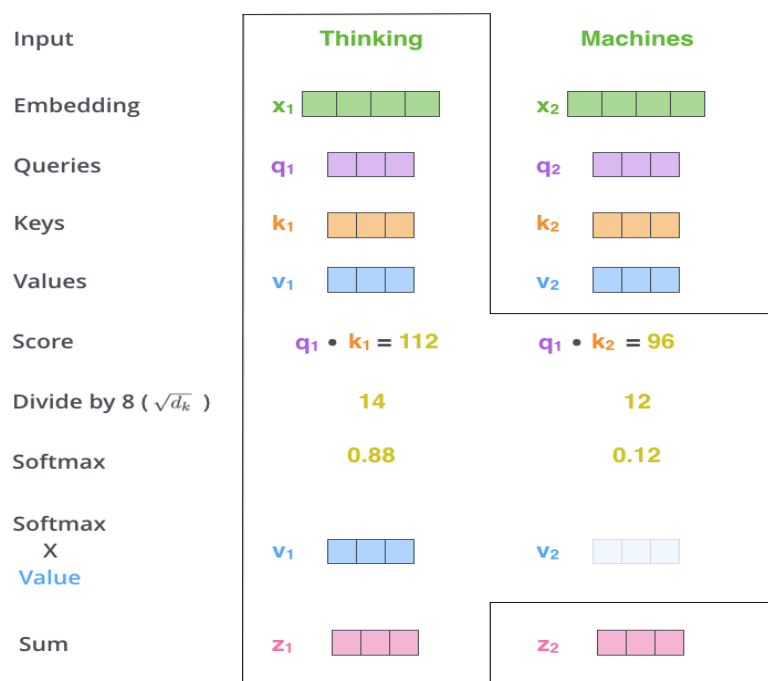 Input Thinking Machines
Embedding x₁ x₂
Queries q₁ q₂
Keys k₁ k₂
Values v₁ v₂
Score q₁ • k₁ = 112 q₁ • k₂ = 96
Divide by 8 ( √dₖ ) 14 12
Softmax 0.88 0.12
Softmax
X v₁ v₂
Value
Sum z₁ z₂